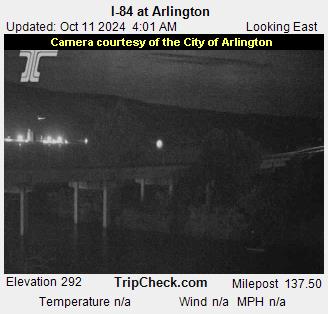 I-84 at Arlington
Updated: Oct 11 2024 4:01 AM Looking East
Camera courtesy of the City of Arlington
Elevation 292 TripCheck.com Milepost 137.50
Temperature n/a Wind n/a MPH n/a